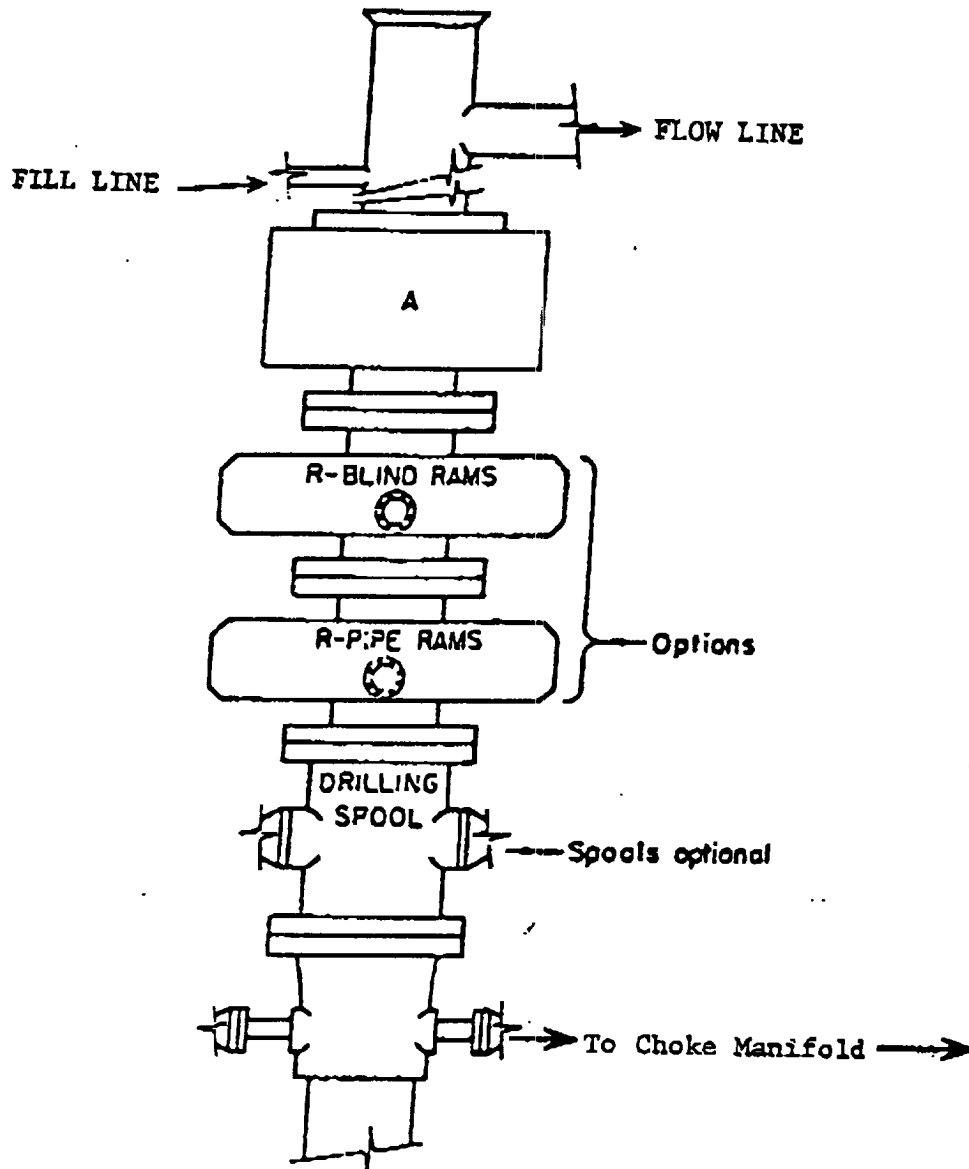 FLOW LINE
FILL LINE
A
R-BLIND RAMS
R-PIPE RAMS
Options
DRILLING
SPOOL
Spools optional
To Choke Manifold